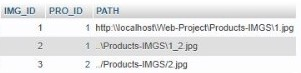 IMG_ID PRO_ID PATH
1 1 http:\\localhost\Web-Project\Products-IMGS\1.jpg
2 1 ..\Products-IMGS\1_2.jpg
3 2 ../Products-IMGS/2.jpg